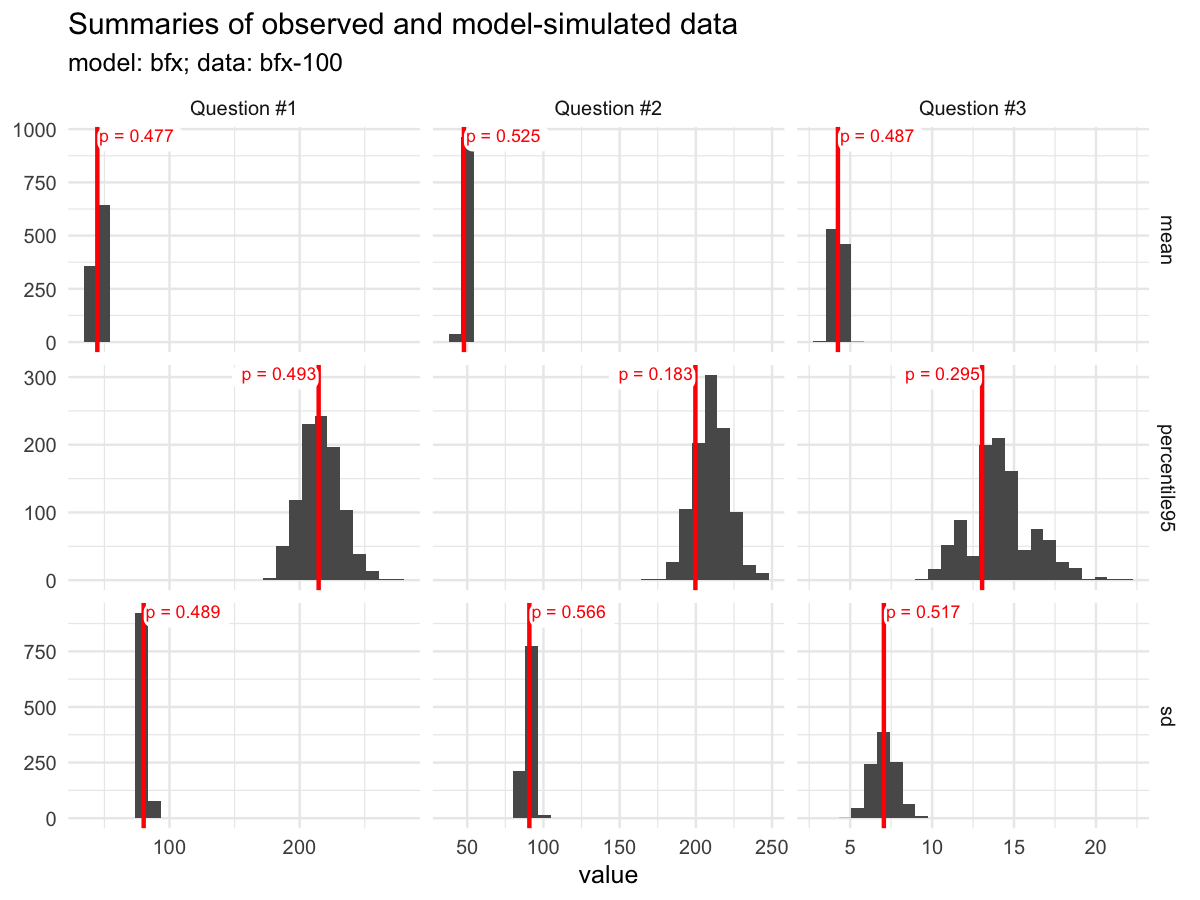 Summaries of observed and model-simulated data
model: bfx; data: bfx-100
Question #1
Question #2
Question #3
1000
750
500
250
0
p = 0.477
p = 0.525
p = 0.487
mean
300
200
100
0
p = 0.493
p = 0.183
p = 0.295
percentile95
750
500
250
0
p = 0.489
p = 0.566
p = 0.517
sd
100 200
50 100 150 200 250
5 10 15 20
value